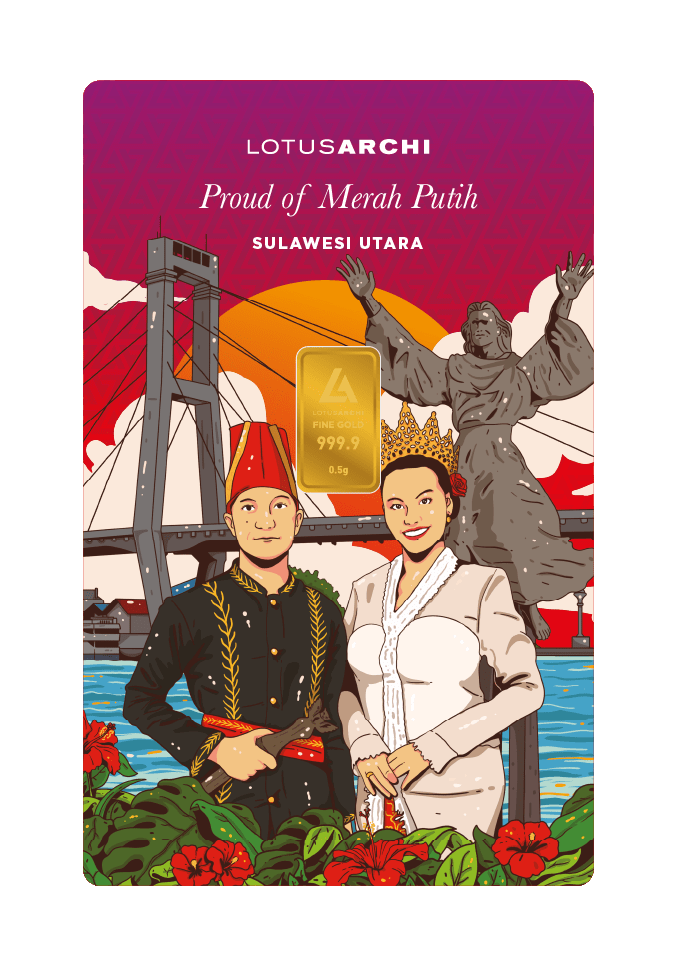 LOTUSARCHI
Proud of Merah Putih
SULAWESI UTARA
LOTUSARCHI
FINE GOLD
999.9
0.5g